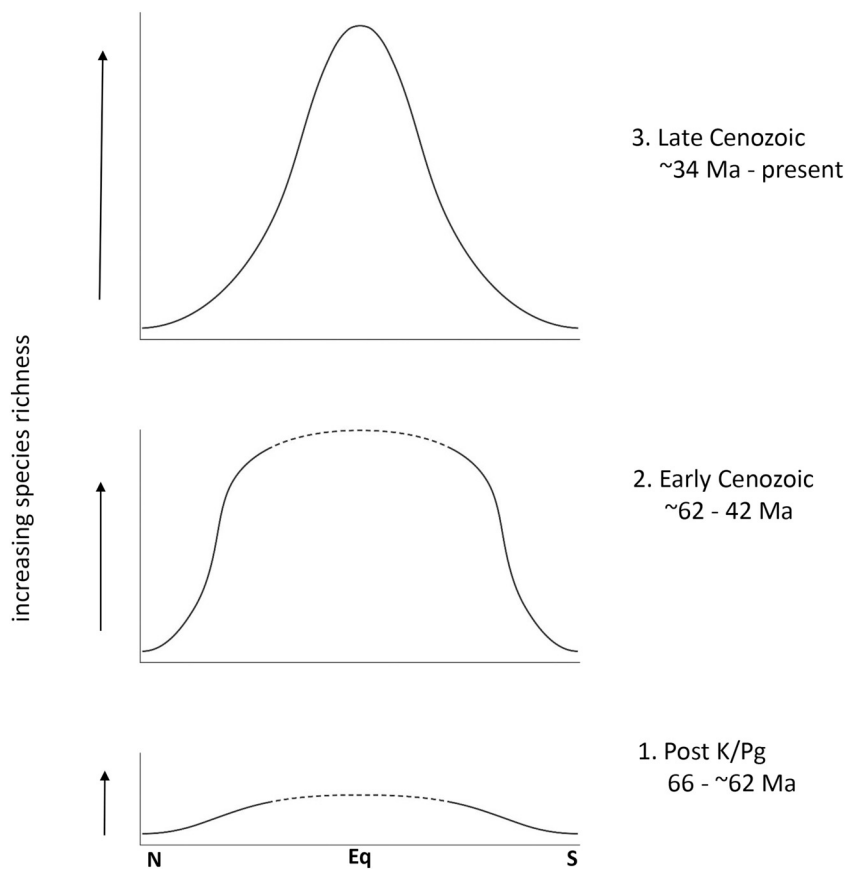 3. Late Cenozoic
~34 Ma - present
increasing species richness
2. Early Cenozoic
~62 - 42 Ma
1. Post K/Pg
66 - ~62 Ma
N Eq S